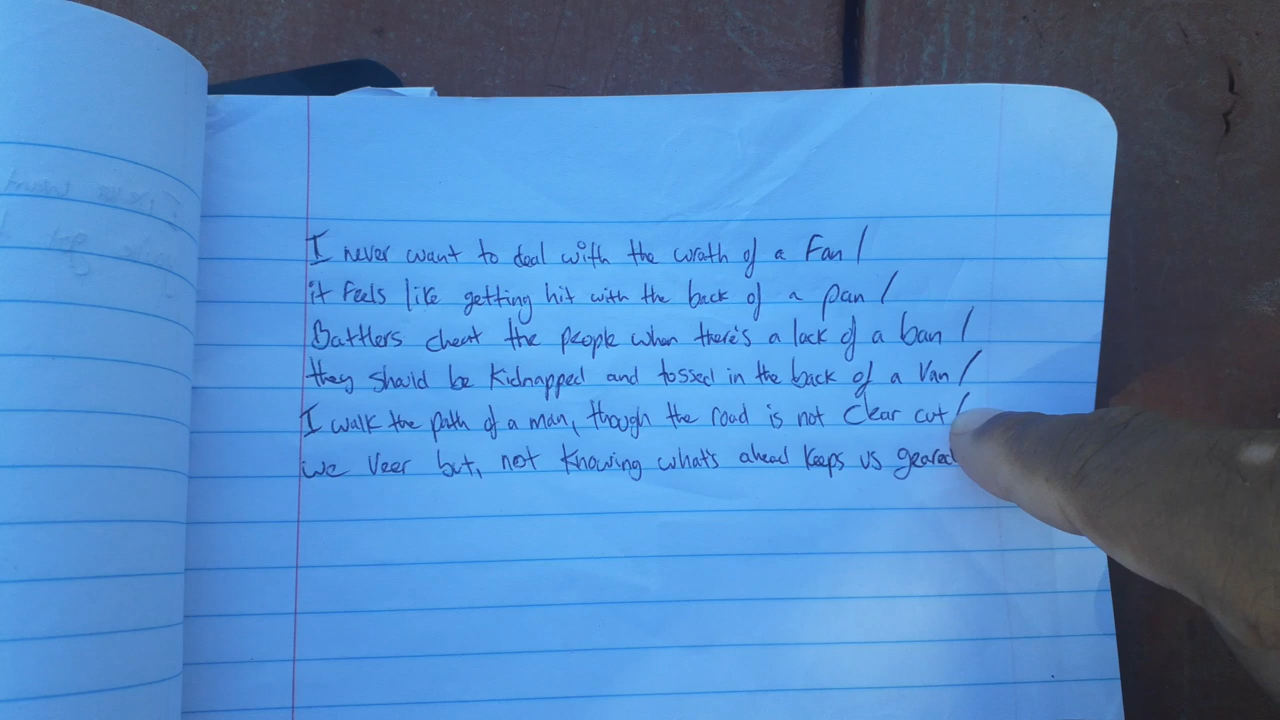 I never want to deal with the wrath of a Fan /
it feels like getting hit with the back of a pan /
Battlers cheat the people when there's a lack of a ban /
they should be kidnapped and tossed in the back of a van /
I walk the path of a man, though the road is not clear cut /
we veer but, not knowing what's ahead keeps us geared